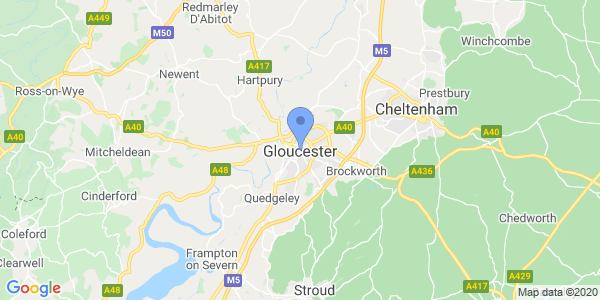 Redmarley
D'Abitot
A449
M50
Winchcombe
M5
A417
Newent
Hartpury
Ross-on-Wye
Prestbury
Cheltenham
A40
A40
A40
A40
Mitcheldean
Gloucester
A48
Brockworth
A436
Cinderford
Quedgeley
Chedworth
Coleford
Frampton
on Severn
Clearwell
M5
A429
A417
A48
Stroud
Google
Map data ©2020